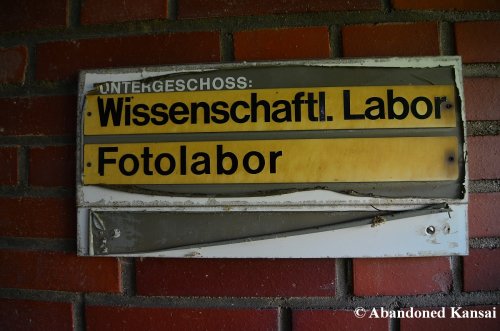 UNTERGESCHOSS:
Wissenschaftl. Labor
Fotolabor
©Abandoned Kansai